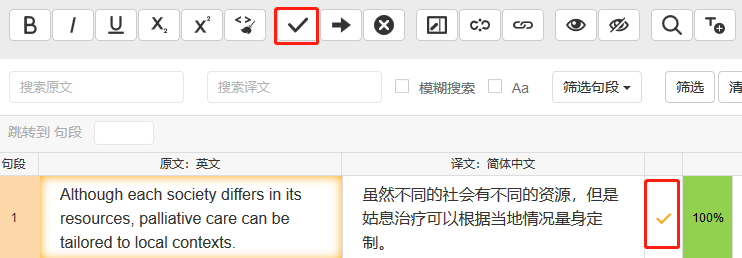 B I U X₂ X² <> T
搜索原文 搜索译文 模糊搜索 Aa 筛选句段 筛选 清
跳转到 句段
句段 原文：英文 译文：简体中文
1 Although each society differs in its resources, palliative care can be tailored to local contexts. 虽然不同的社会有不同的资源，但是姑息治疗可以根据当地情况量身定制。 100%